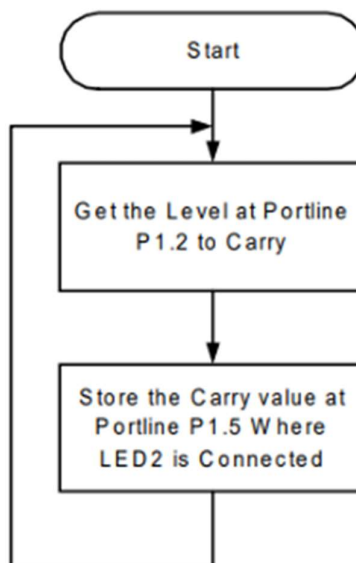 Start
Get the Level at Portline
P1.2 to Carry
Store the Carry value at
Portline P1.5 Where
LED2 is Connected